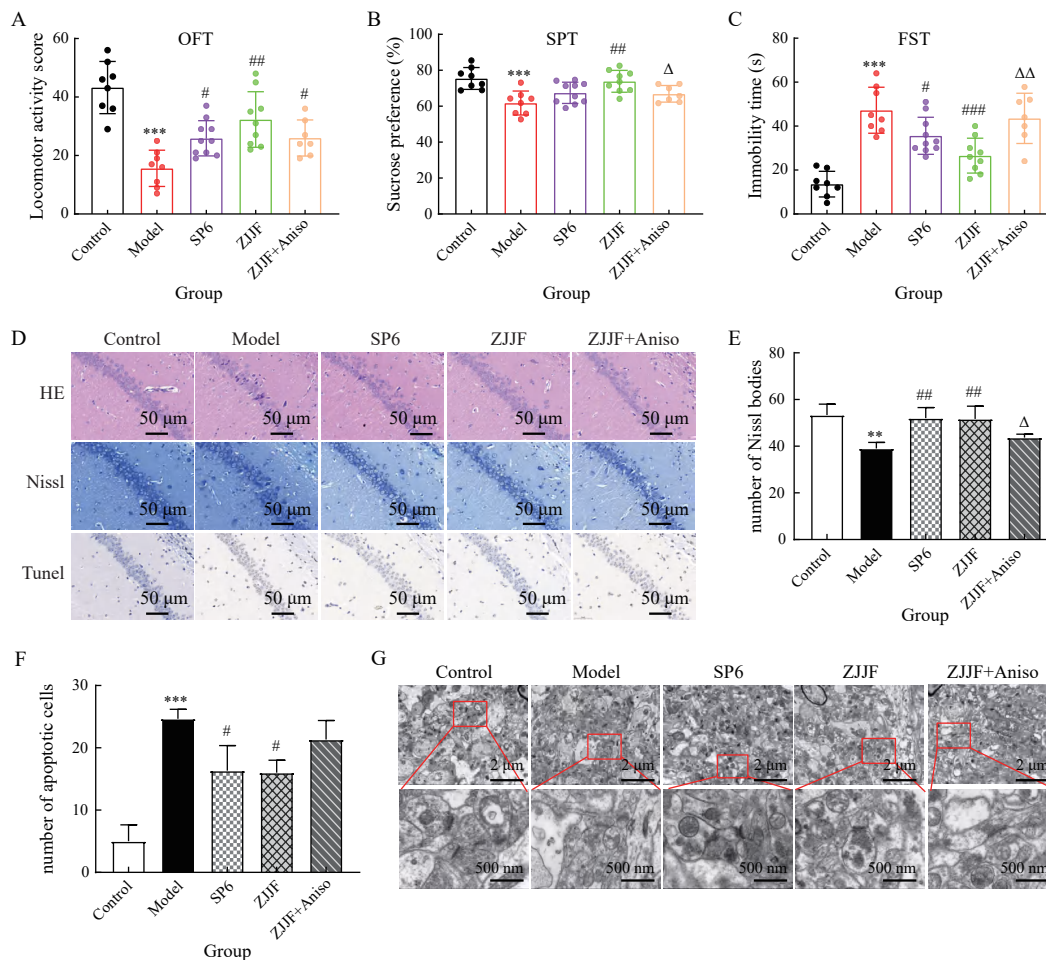 A
OFT
Locomotor activity score
60
40
20
0
***
#
##
#
Control
Model
SP6
ZJJF
ZJJF+Aniso
Group
B
SPT
Sucrose preference (%)
100
80
60
40
20
0
***
##
Δ
Control
Model
SP6
ZJJF
ZJJF+Aniso
Group
C
FST
Immobility time (s)
80
60
40
20
0
***
#
###
ΔΔ
Control
Model
SP6
ZJJF
ZJJF+Aniso
Group
D
Control Model SP6 ZJJF ZJJF+Aniso
HE
50 μm 50 μm 50 μm 50 μm 50 μm
Nissl
50 μm 50 μm 50 μm 50 μm 50 μm
Tunel
50 μm 50 μm 50 μm 50 μm 50 μm
E
number of Nissl bodies
80
60
40
20
0
**
##
##
Δ
Control
Model
SP6
ZJJF
ZJJF+Aniso
Group
F
number of apoptotic cells
30
20
10
0
***
#
#
Control
Model
SP6
ZJJF
ZJJF+Aniso
Group
G
Control Model SP6 ZJJF ZJJF+Aniso
2 μm 2 μm 2 μm 2 μm 2 μm
500 nm 500 nm 500 nm 500 nm 500 nm